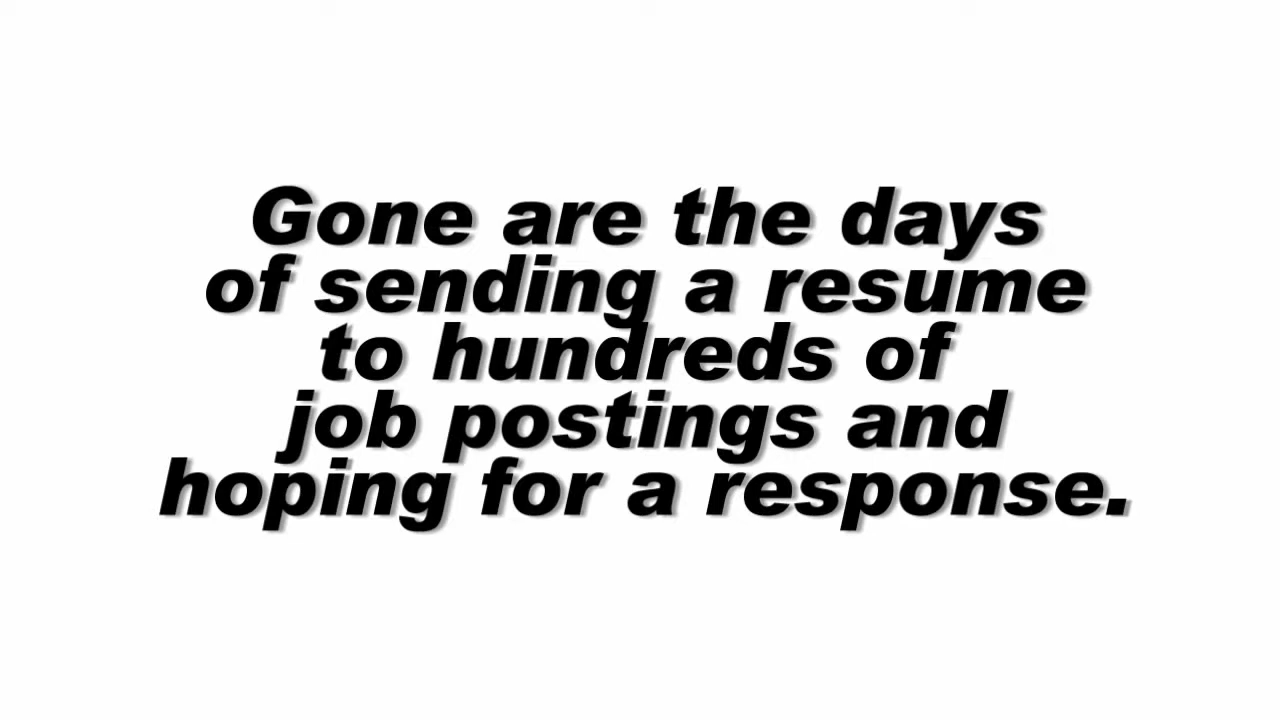 Gone are the days
of sending a resume
to hundreds of
job postings and
hoping for a response.